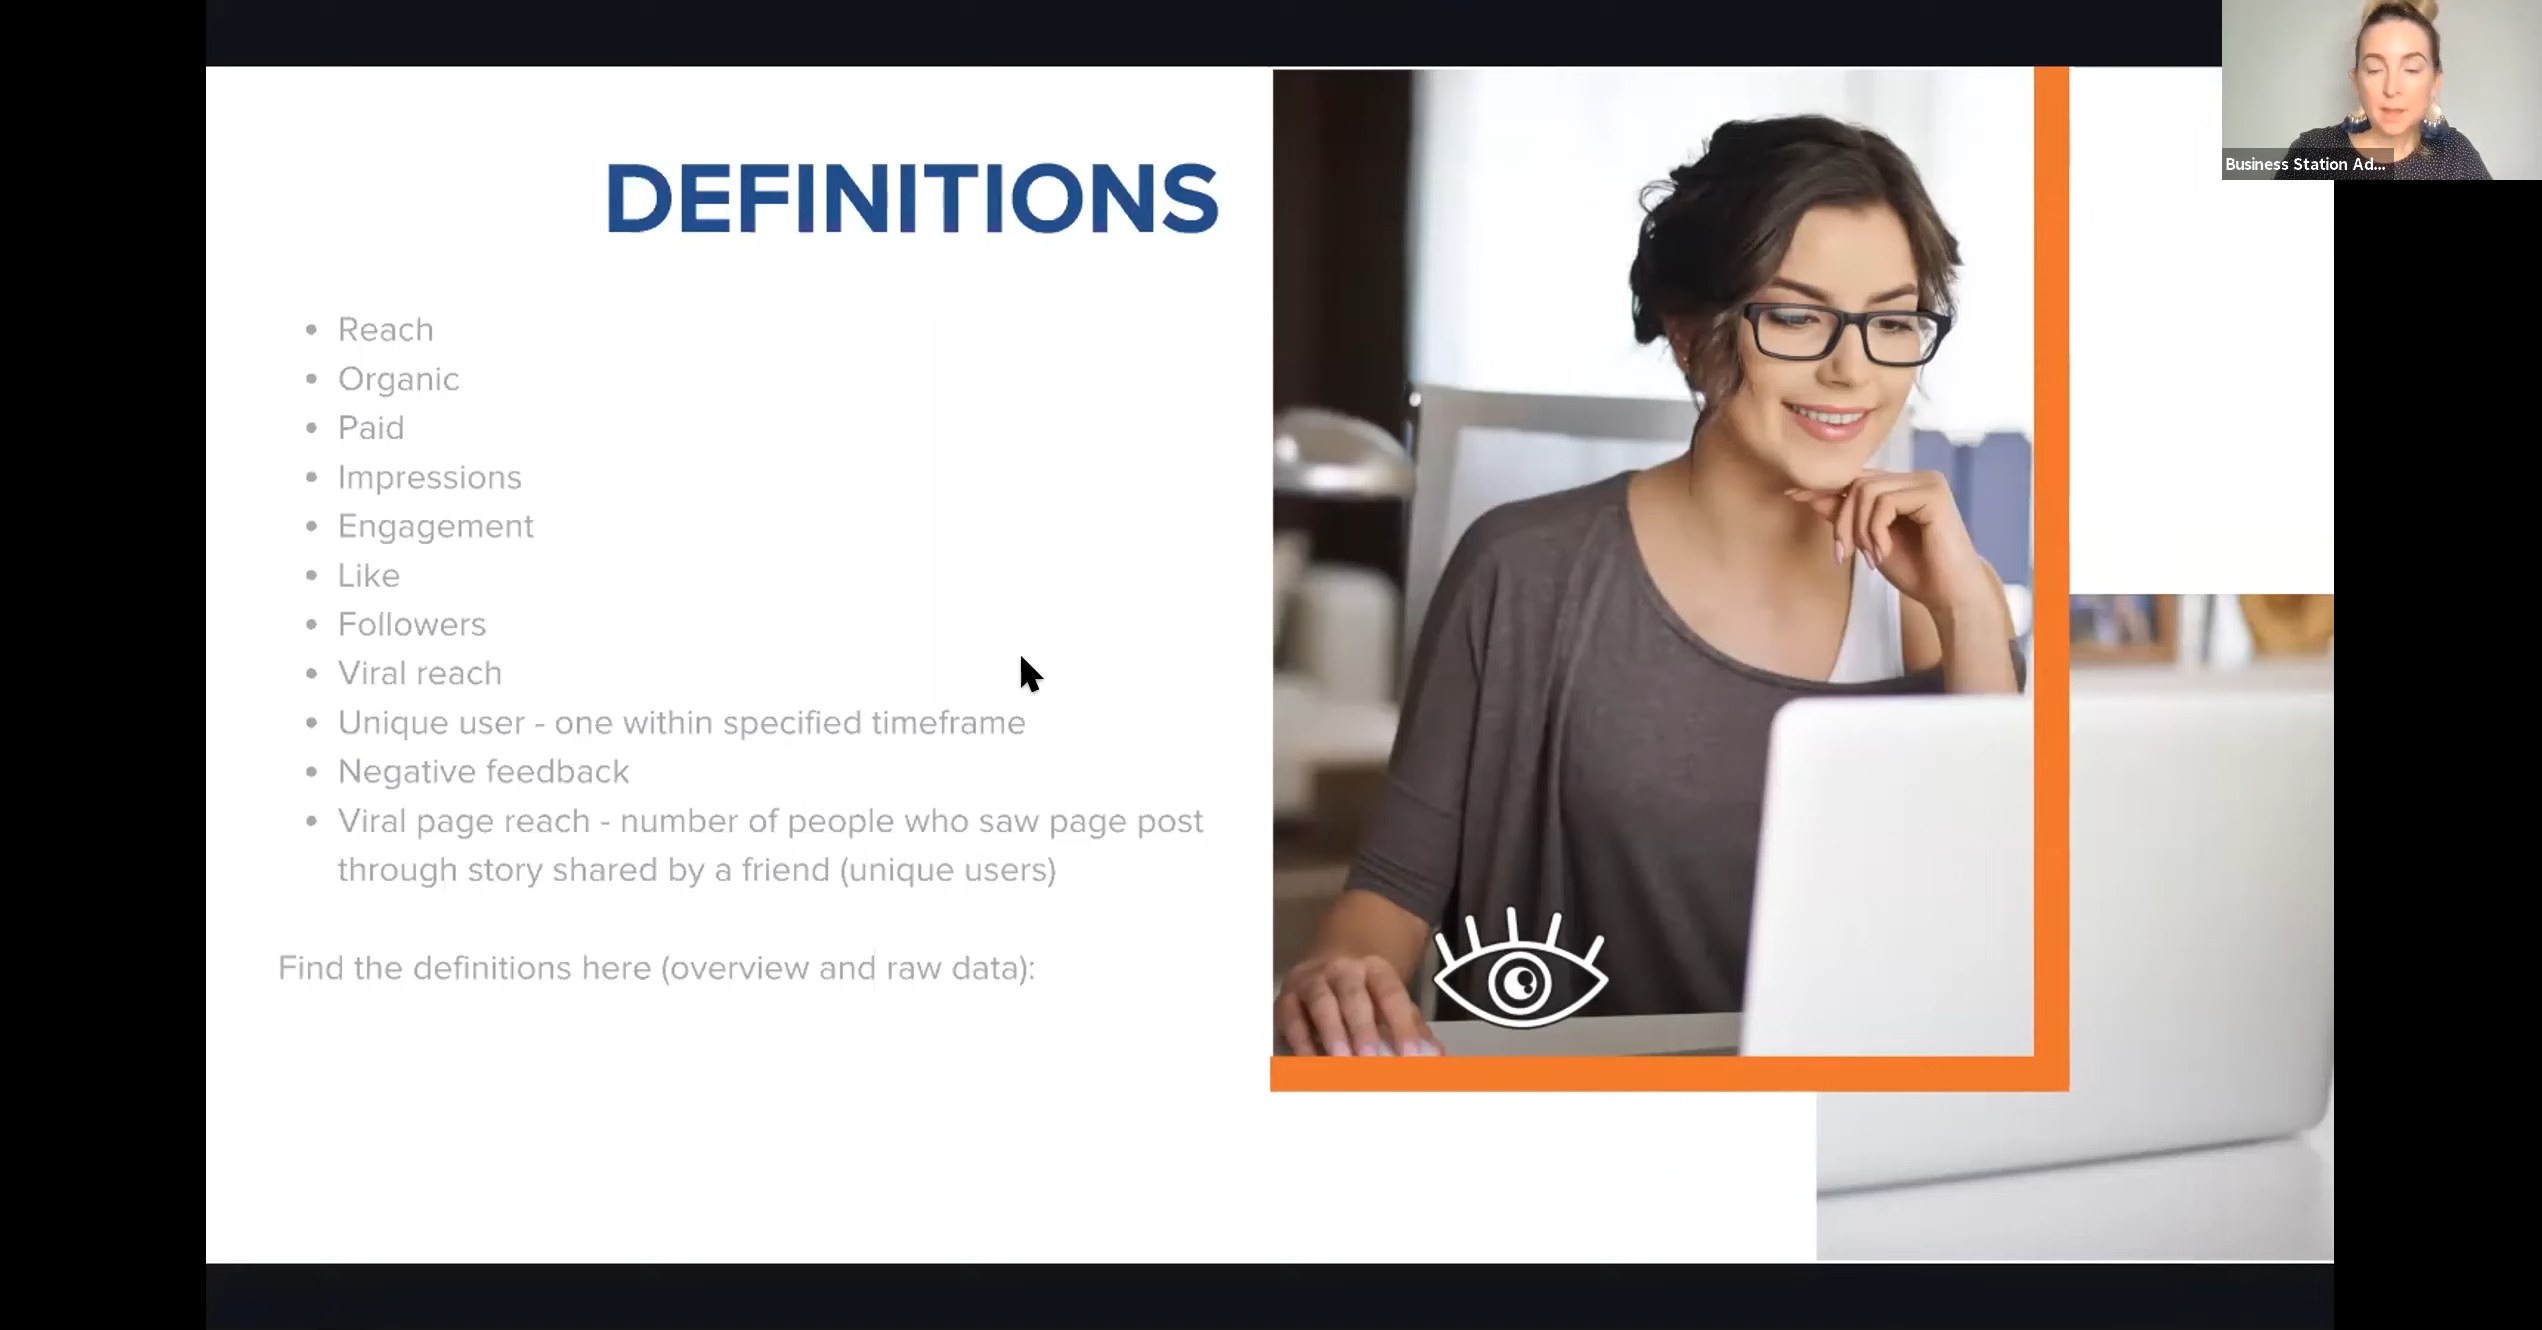 Business Station Ad...
DEFINITIONS
• Reach
• Organic
• Paid
• Impressions
• Engagement
• Like
• Followers
• Viral reach
• Unique user - one within specified timeframe
• Negative feedback
• Viral page reach - number of people who saw page post
through story shared by a friend (unique users)
Find the definitions here (overview and raw data):